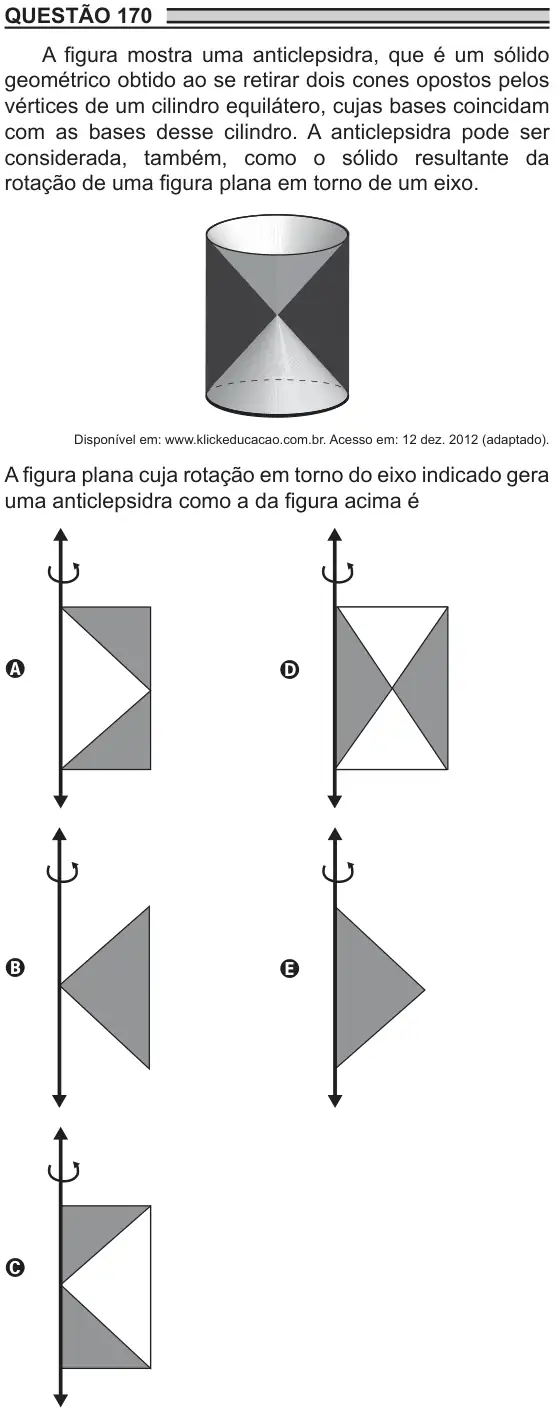 QUESTÃO 170
A figura mostra uma anticlepsidra, que é um sólido
geométrico obtido ao se retirar dois cones opostos pelos
vértices de um cilindro equilátero, cujas bases coincidam
com as bases desse cilindro. A anticlepsidra pode ser
considerada, também, como o sólido resultante da
rotação de uma figura plana em torno de um eixo.
Disponível em: www.klickeducacao.com.br. Acesso em: 12 dez. 2012 (adaptado).
A figura plana cuja rotação em torno do eixo indicado gera
uma anticlepsidra como a da figura acima é
A
D
B
E
C